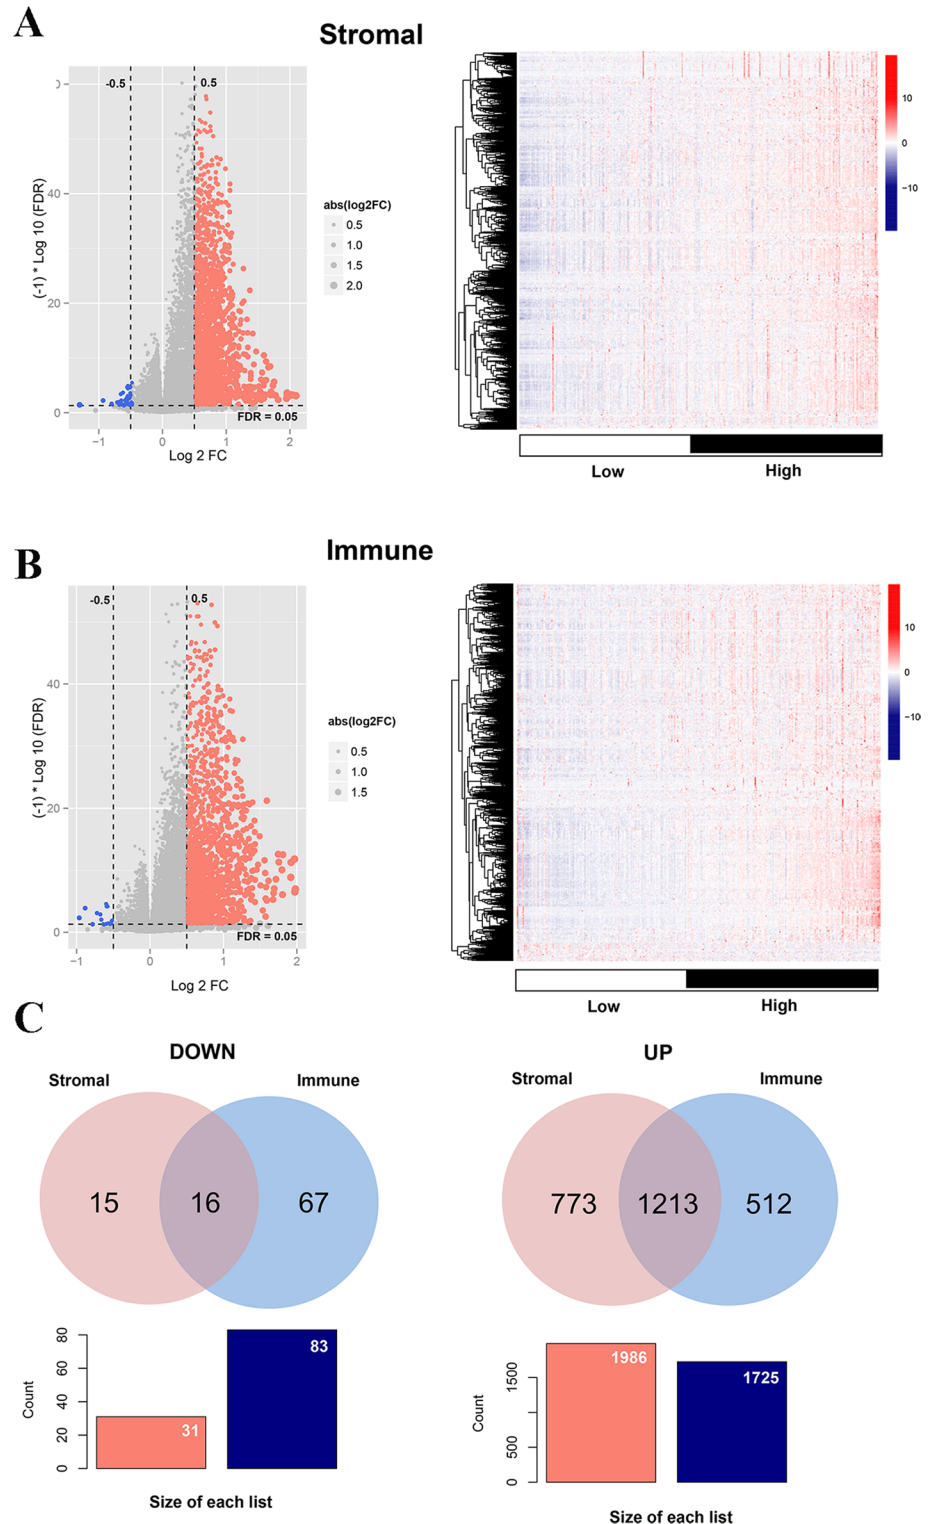 A
Stromal
-0.5
0.5
40
20
0
FDR = 0.05
−1
0
1
2
Log 2 FC
(-1) * Log 10 (FDR)
abs(log2FC)
0.5
1.0
1.5
2.0
10
0
−10
Low
High
B
Immune
-0.5
0.5
40
20
0
FDR = 0.05
−1
0
1
2
Log 2 FC
(-1) * Log 10 (FDR)
abs(log2FC)
0.5
1.0
1.5
10
0
−10
Low
High
C
DOWN
Stromal
Immune
15
16
67
80
60
40
20
0
Count
31
83
Size of each list
UP
Stromal
Immune
773
1213
512
1500
500
0
Count
1986
1725
Size of each list